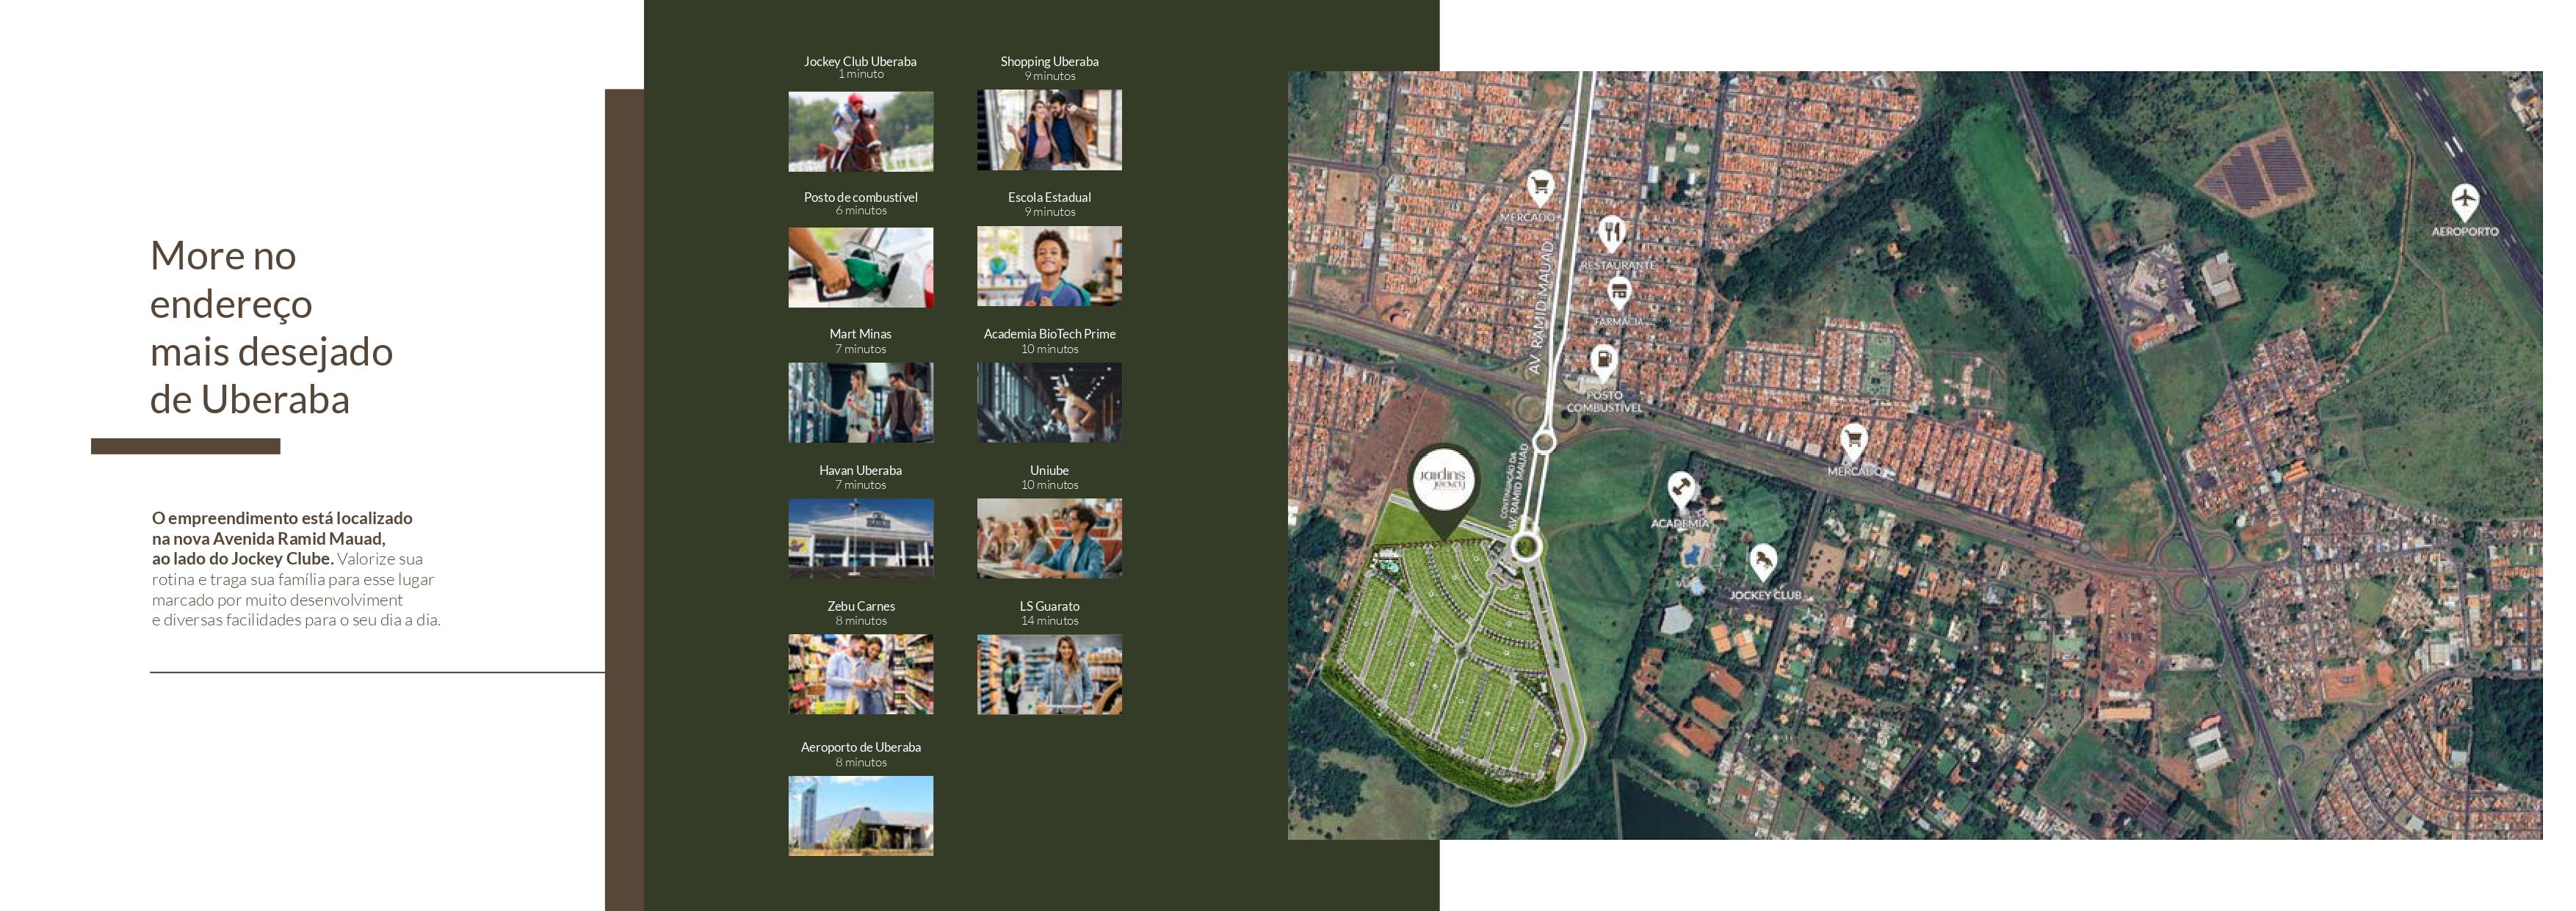 More no
endereço
mais desejado
de Uberaba
O empreendimento está localizado
na nova Avenida Ramid Mauad,
ao lado do Jockey Clube. Valorize sua
rotina e traga sua família para esse lugar
marcado por muito desenvolviment
e diversas facilidades para o seu dia a dia.
Jockey Club Uberaba
1 minuto
Shopping Uberaba
9 minutos
Posto de combustível
6 minutos
Escola Estadual
9 minutos
Mart Minas
7 minutos
Academia BioTech Prime
10 minutos
Havan Uberaba
7 minutos
Uniube
10 minutos
Zebu Carnes
8 minutos
LS Guarato
14 minutos
Aeroporto de Uberaba
8 minutos
MERCADO
RESTAURANTE
FARMÁCIA
AV. RAMID MAUAD
POSTO
COMBUSTÍVEL
AEROPORTO
MERCADO
CONTINUAÇÃO DA
AV. RAMID MAUAD
jardins
jockey
ACADEMIA
JOCKEY CLUB